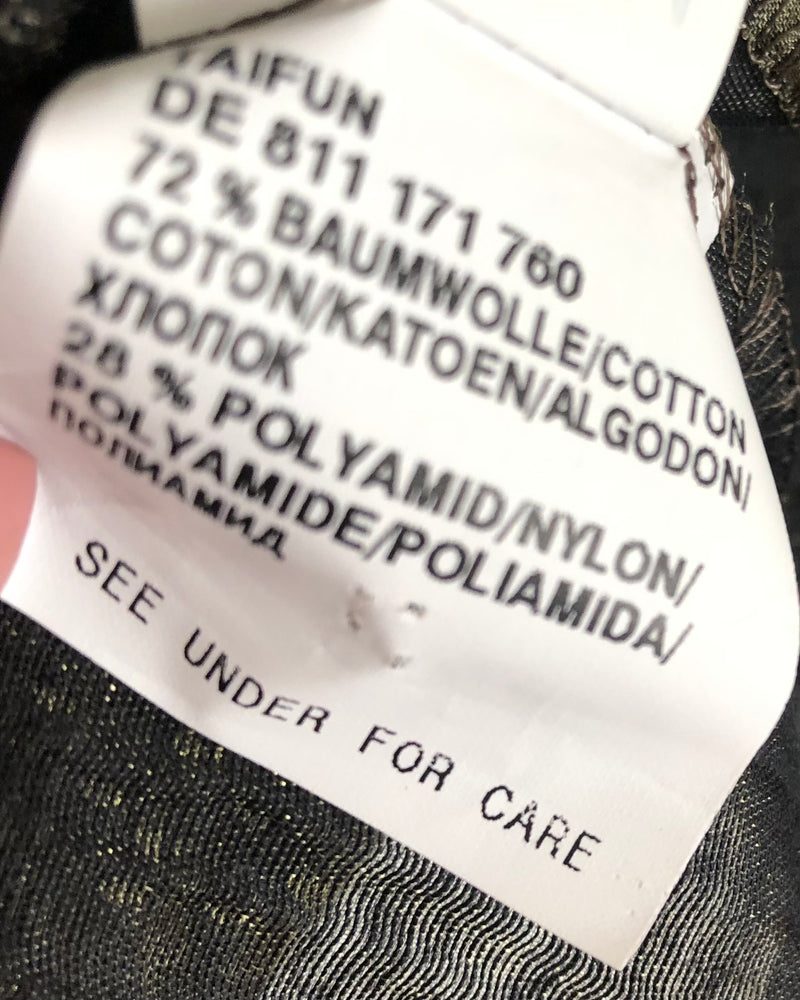 TAIFUN
DE 811 171 760
72 % BAUMWOLLE/COTTON
COTON/KATOEN/ALGODON/
ХЛОПОК
28 % POLYAMID/NYLON/
POLYAMIDE/POLIAMIDA/
ПОЛИАМИД
SEE UNDER FOR CARE